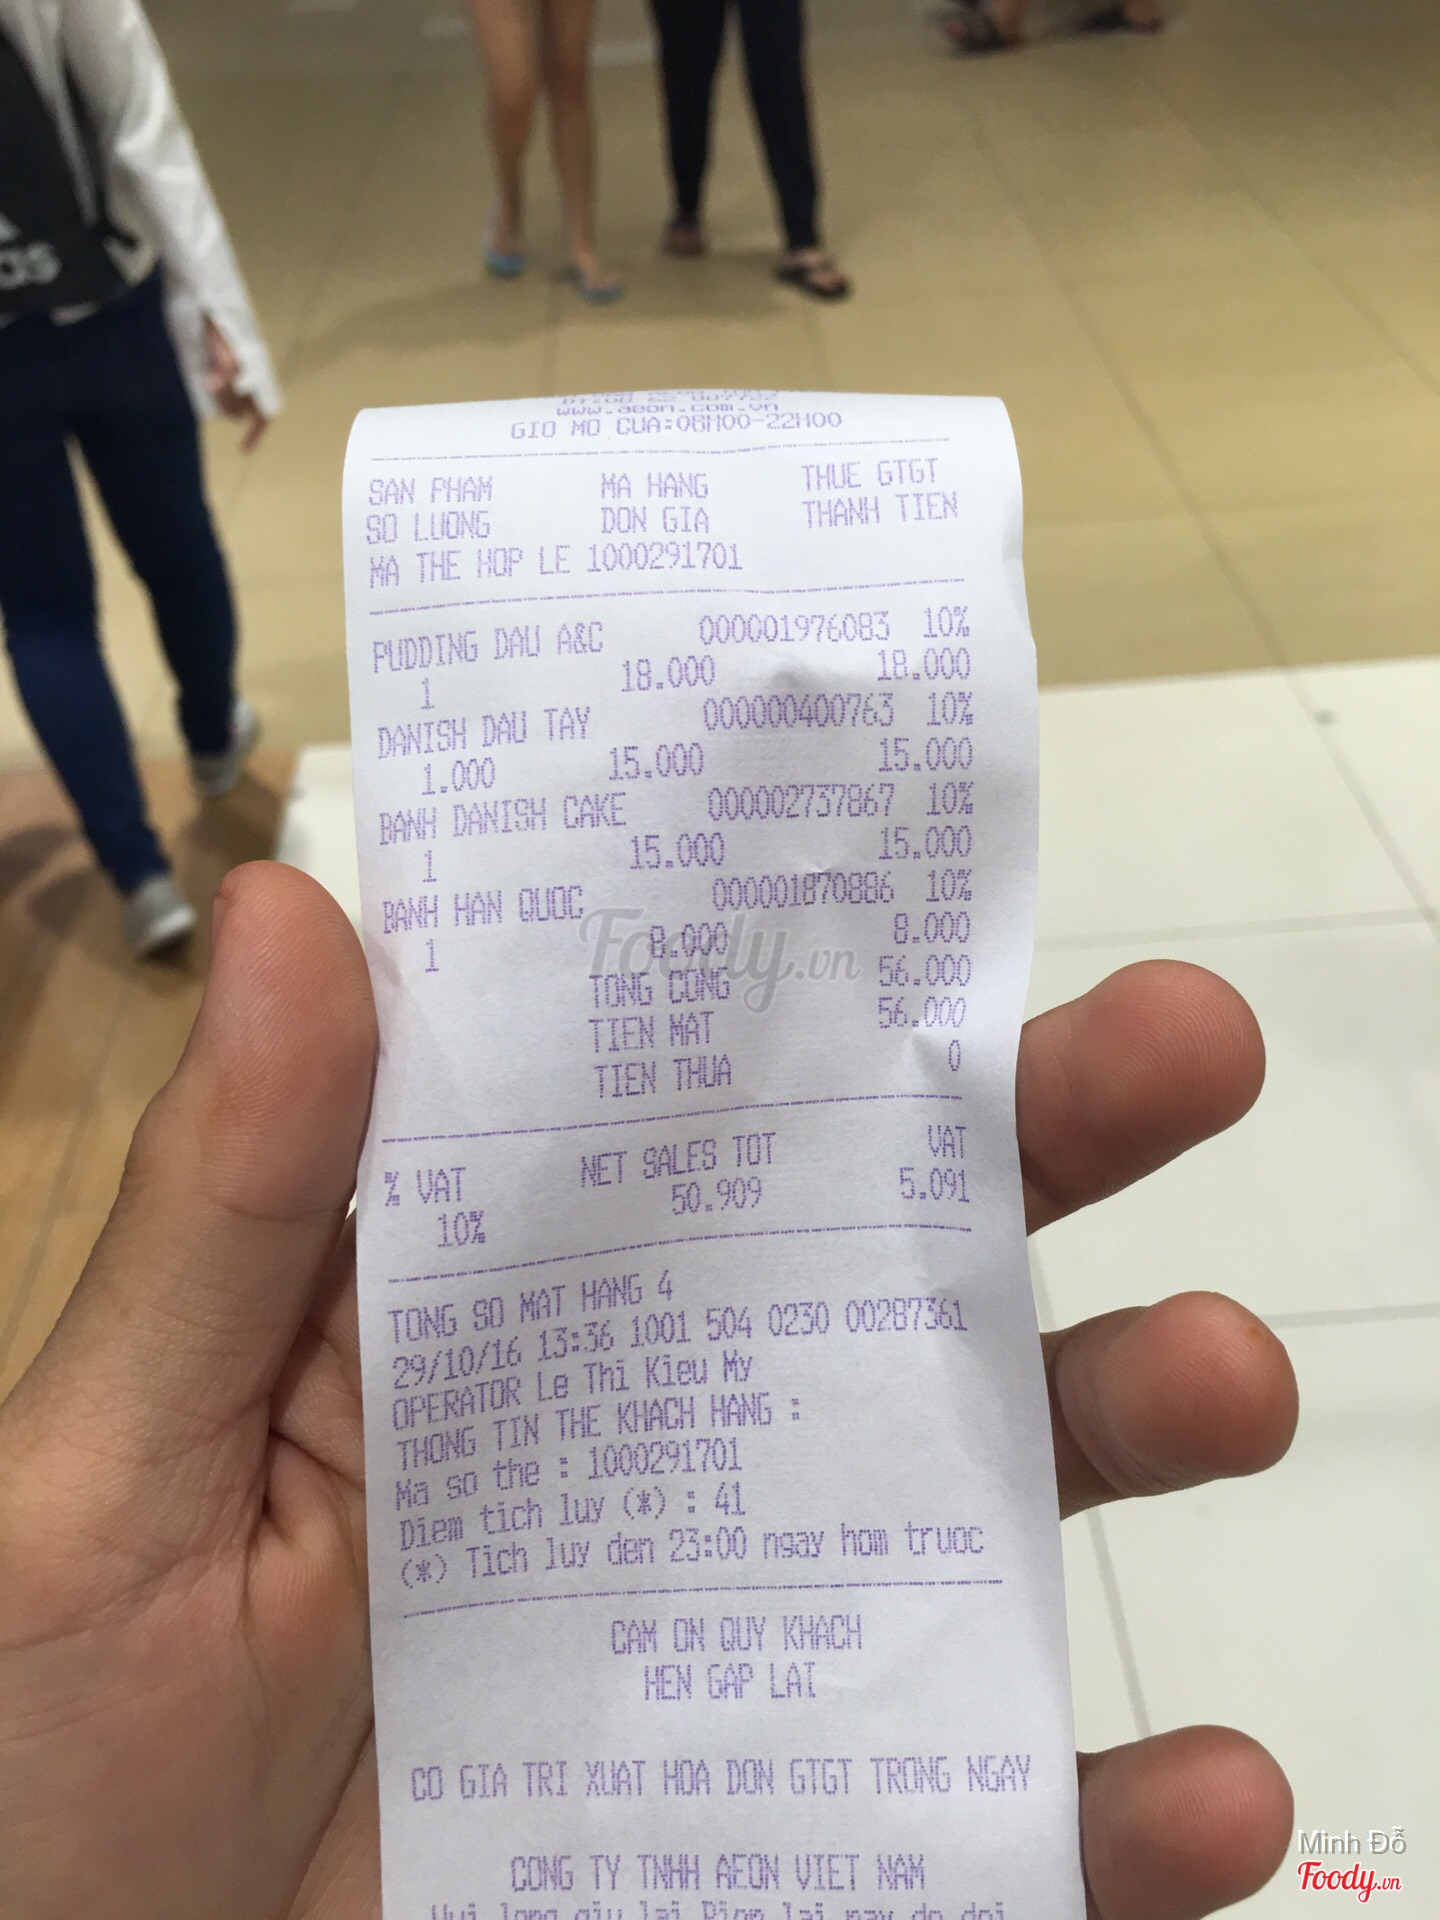 www.aeon.com.vn
GIO MO CUA:06H00-22H00
SAN PHAM MA HANG THUE GTGT
SO LUONG DON GIA THANH TIEN
MA THE HOP LE 1000291701
PUDDING DAU A&C 000001976083 10%
1 18.000 18.000
DANISH DAU TAY 000000400763 10%
1.000 15.000 15.000
BANH DANISH CAKE 000002737867 10%
1 15.000 15.000
BANH HAN QUOC 000001870886 10%
1 8.000 8.000
TONG CONG 56.000
TIEN MAT 56.000
TIEN THUA 0
% VAT NET SALES TOT VAT
10% 50.909 5.091
TONG SO MAT HANG 4
29/10/16 13:36 1001 504 0230 00287361
OPERATOR Le Thi Kieu My
THONG TIN THE KHACH HANG :
Ma so the : 1000291701
Diem tich luy (*) : 41
(*) Tich luy den 23:00 ngay hom truoc
CAM ON QUY KHACH
HEN GAP LAI
CO GIA TRI XUAT HOA DON GTGT TRONG NGAY
CONG TY TNHH AEON VIET NAM
Foody.vn
Minh Đỗ
Foody.vn